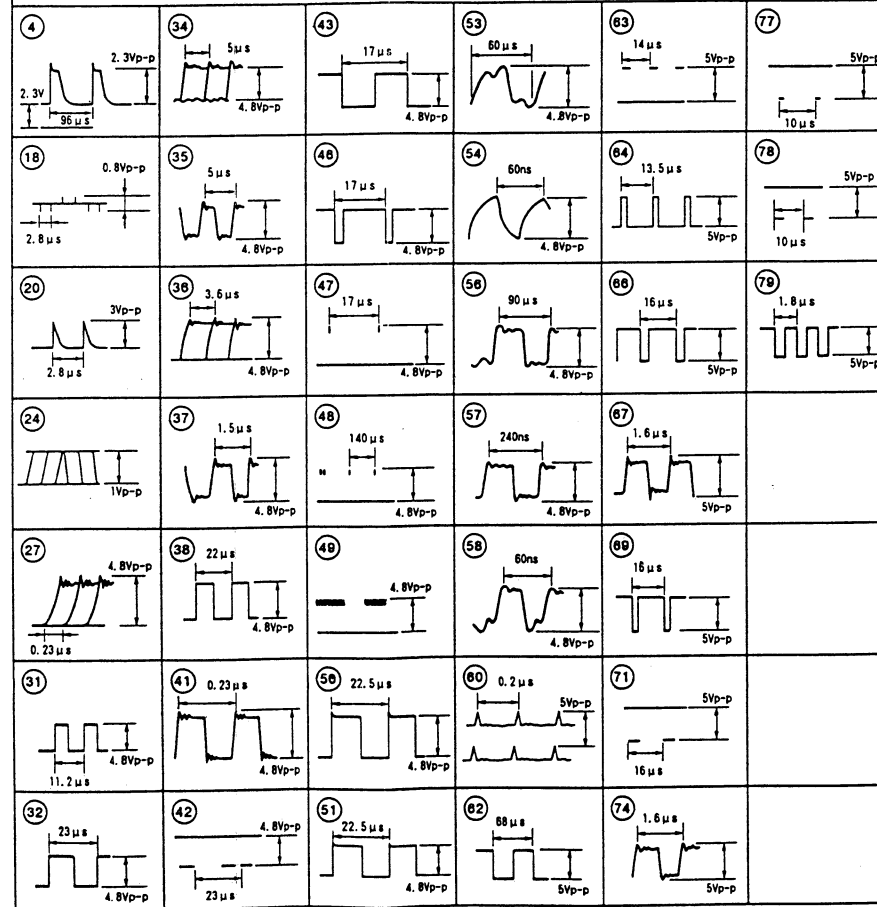 4
2.3Vp-p
2.3V
96μs
34
5μs
4.8Vp-p
43
17μs
4.8Vp-p
53
60μs
4.8Vp-p
63
14μs
5Vp-p
77
5Vp-p
10μs
18
0.8Vp-p
2.8μs
35
5μs
4.8Vp-p
46
17μs
4.8Vp-p
54
60ns
4.8Vp-p
64
13.5μs
5Vp-p
78
5Vp-p
10μs
20
3Vp-p
2.8μs
36
3.6μs
4.8Vp-p
47
17μs
4.8Vp-p
56
90μs
4.8Vp-p
66
16μs
5Vp-p
79
1.8μs
5Vp-p
24
1Vp-p
37
1.5μs
4.8Vp-p
48
140μs
4.8Vp-p
57
240ns
4.8Vp-p
67
1.6μs
5Vp-p
27
4.8Vp-p
0.23μs
38
22μs
4.8Vp-p
49
4.8Vp-p
58
60ns
4.8Vp-p
69
16μs
5Vp-p
31
4.8Vp-p
11.2μs
41
0.23μs
4.8Vp-p
50
22.5μs
4.8Vp-p
60
0.2μs
5Vp-p
71
5Vp-p
16μs
32
23μs
4.8Vp-p
42
4.8Vp-p
23μs
51
22.5μs
4.8Vp-p
62
68μs
5Vp-p
74
1.6μs
5Vp-p